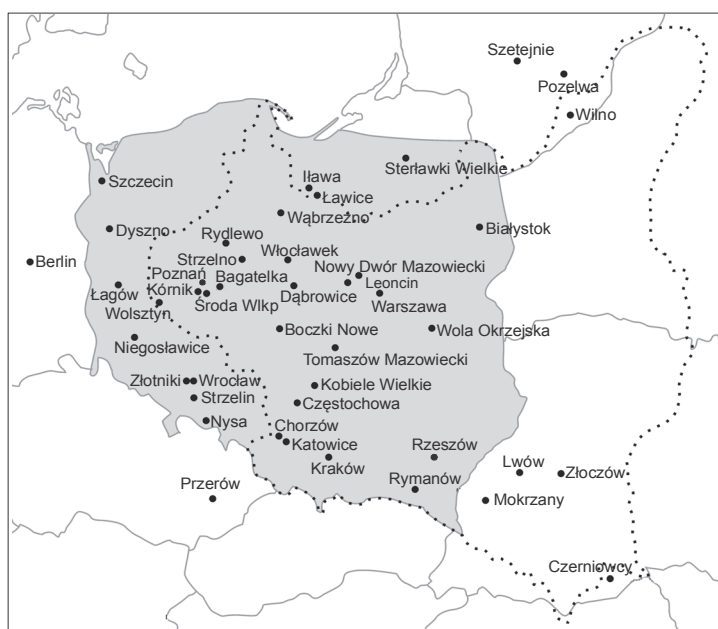 Szetejnie
Pozelwa
Wilno
Sterławki Wielkie
Iława
Ławice
Szczecin
Wąbrzeźno
Dyszno
Białystok
Rydlewo
Strzelno
Włocławek
Berlin
Poznań
Bagatelka
Nowy Dwór Mazowiecki
Łagów
Kórnik
Dąbrowice
Leoncin
Środa Wlkp
Warszawa
Wolsztyn
Boczki Nowe
Wola Okrzejska
Niegosławice
Tomaszów Mazowiecki
Złotniki
Wrocław
Kobiele Wielkie
Strzelin
Częstochowa
Nysa
Chorzów
Katowice
Rzeszów
Kraków
Lwów
Złoczów
Przerów
Rymanów
Mokrzany
Czerniowcy